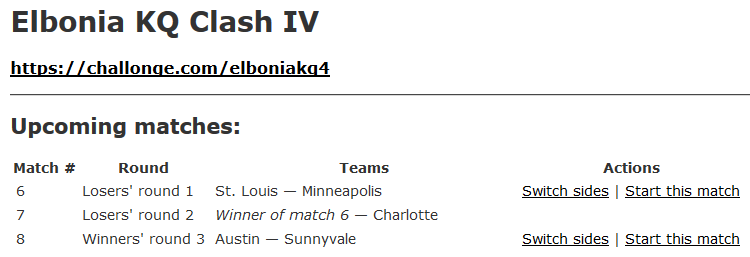 Elbonia KQ Clash IV
https://challonge.com/elboniakq4
Upcoming matches:
Match # Round Teams Actions
6 Losers' round 1 St. Louis — Minneapolis Switch sides | Start this match
7 Losers' round 2 Winner of match 6 — Charlotte
8 Winners' round 3 Austin — Sunnyvale Switch sides | Start this match